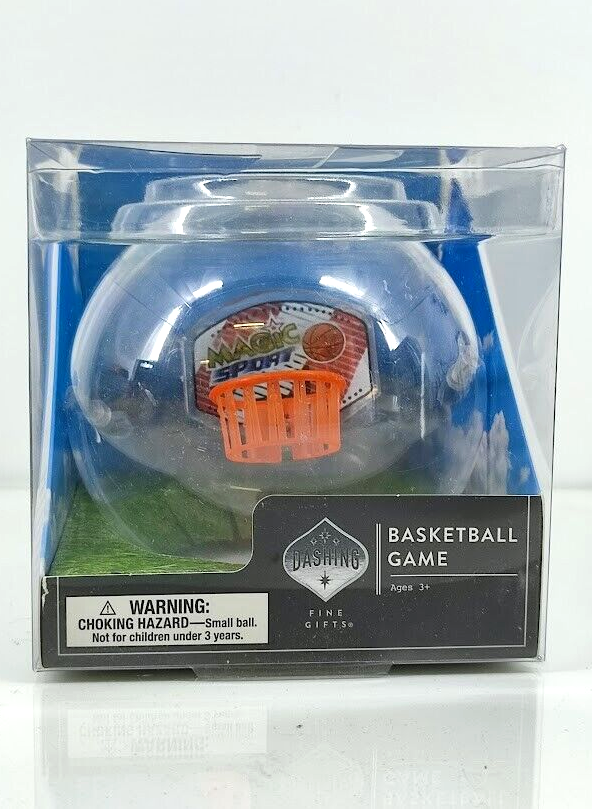 MAGIC
SPORT
DASHING
FINE
GIFTS®
BASKETBALL
GAME
Ages 3+
⚠ WARNING:
CHOKING HAZARD—Small ball.
Not for children under 3 years.